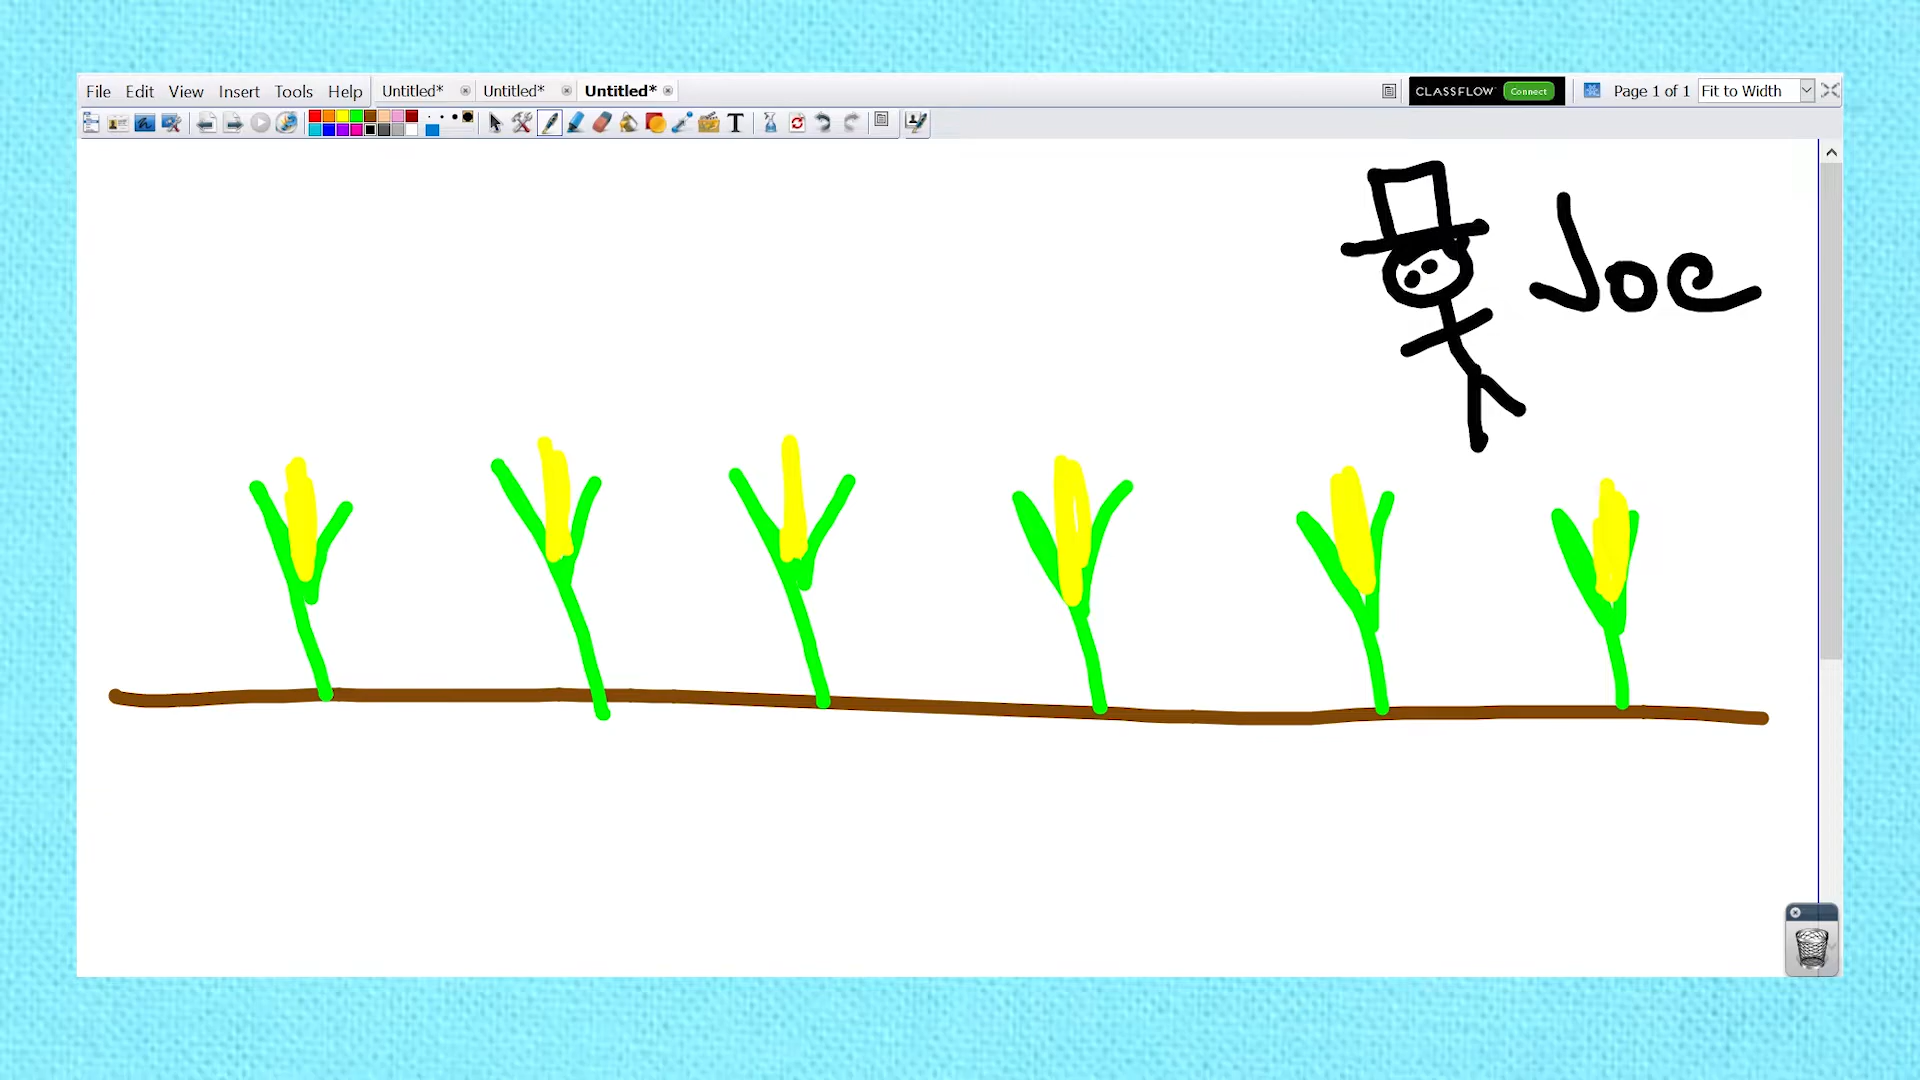 File Edit View Insert Tools Help Untitled* Untitled* Untitled* CLASSFLOW Connect Page 1 of 1 Fit to Width
T
Joe